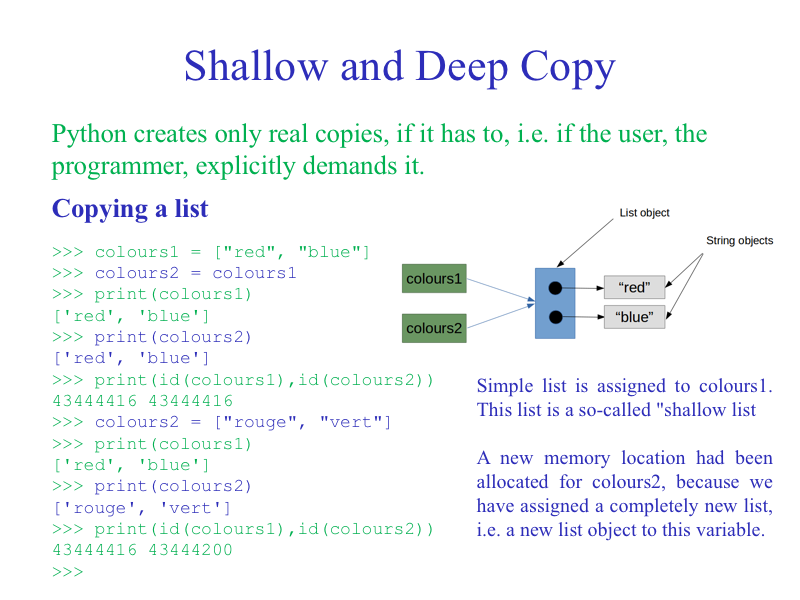 Shallow and Deep Copy
Python creates only real copies, if it has to, i.e. if the user, the
programmer, explicitly demands it.
Copying a list
>>> colours1 = ["red", "blue"]
>>> colours2 = colours1
>>> print(colours1)
['red', 'blue']
>>> print(colours2)
['red', 'blue']
>>> print(id(colours1),id(colours2))
43444416 43444416
>>> colours2 = ["rouge", "vert"]
>>> print(colours1)
['red', 'blue']
>>> print(colours2)
['rouge', 'vert']
>>> print(id(colours1),id(colours2))
43444416 43444200
>>>
List object
String objects
colours1
“red”
colours2
“blue”
Simple list is assigned to colours1.
This list is a so-called "shallow list
A new memory location had been
allocated for colours2, because we
have assigned a completely new list,
i.e. a new list object to this variable.